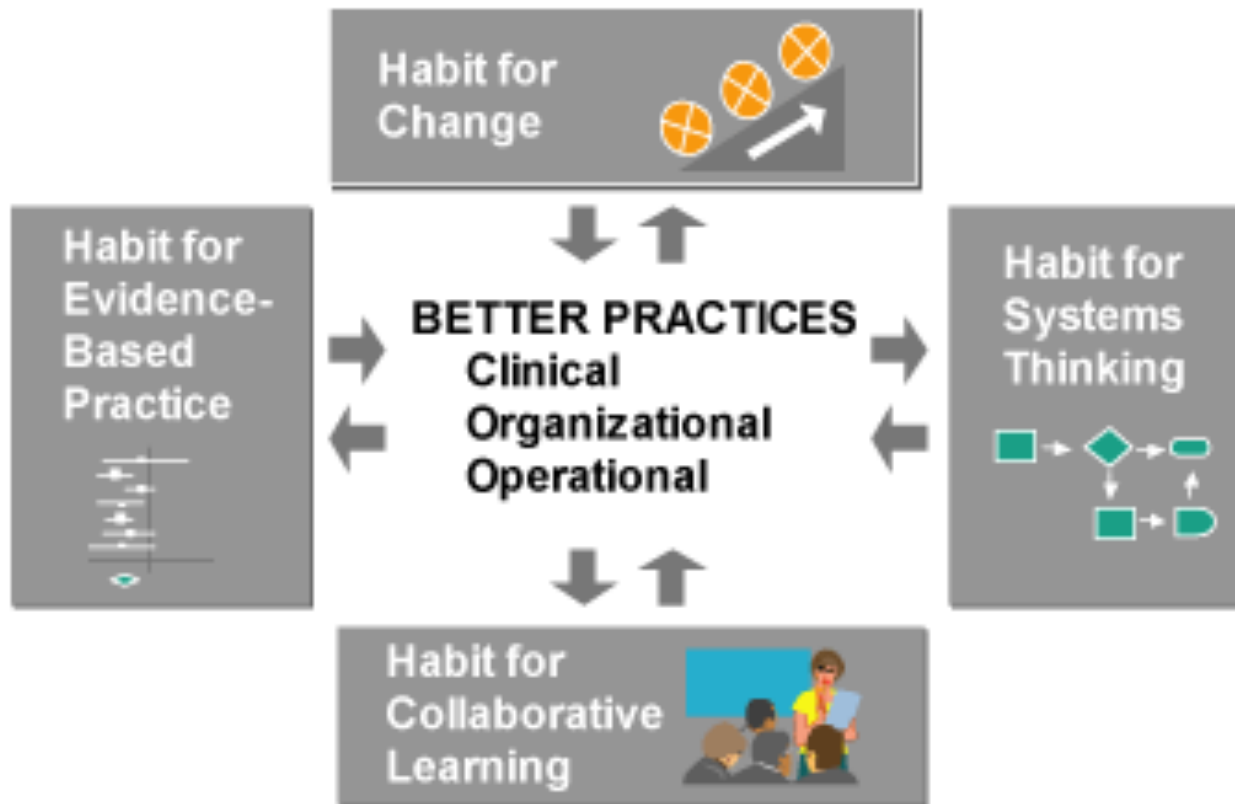 Habit for
Change
Habit for
Evidence-
Based
Practice
BETTER PRACTICES
Clinical
Organizational
Operational
Habit for
Systems
Thinking
Habit for
Collaborative
Learning